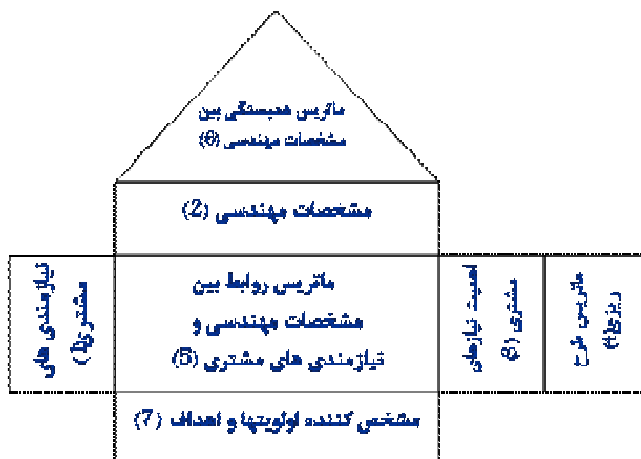 ماتریس همبستگی بین
مشخصات مهندسی (6)
مشخصات مهندسی (2)
نیازمندی های
مشتری (1)
ماتریس روابط بین
مشخصات مهندسی و
نیازمندی های مشتری (5)
اهمیت نیازهای
مشتری (3)
ماتریس طرح
ریزی
مشخص کننده اولویتها و اهداف (7)